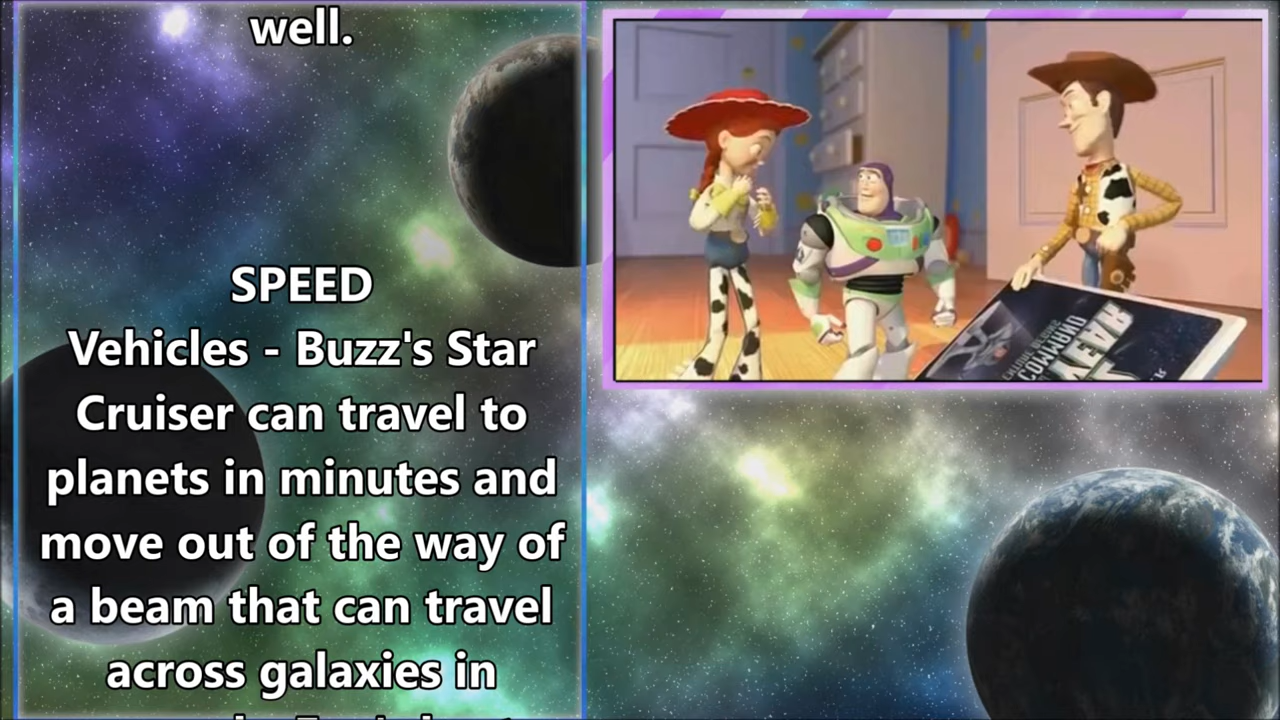 well.
SPEED
Vehicles - Buzz's Star
Cruiser can travel to
planets in minutes and
move out of the way of
a beam that can travel
across galaxies in
COMMAND